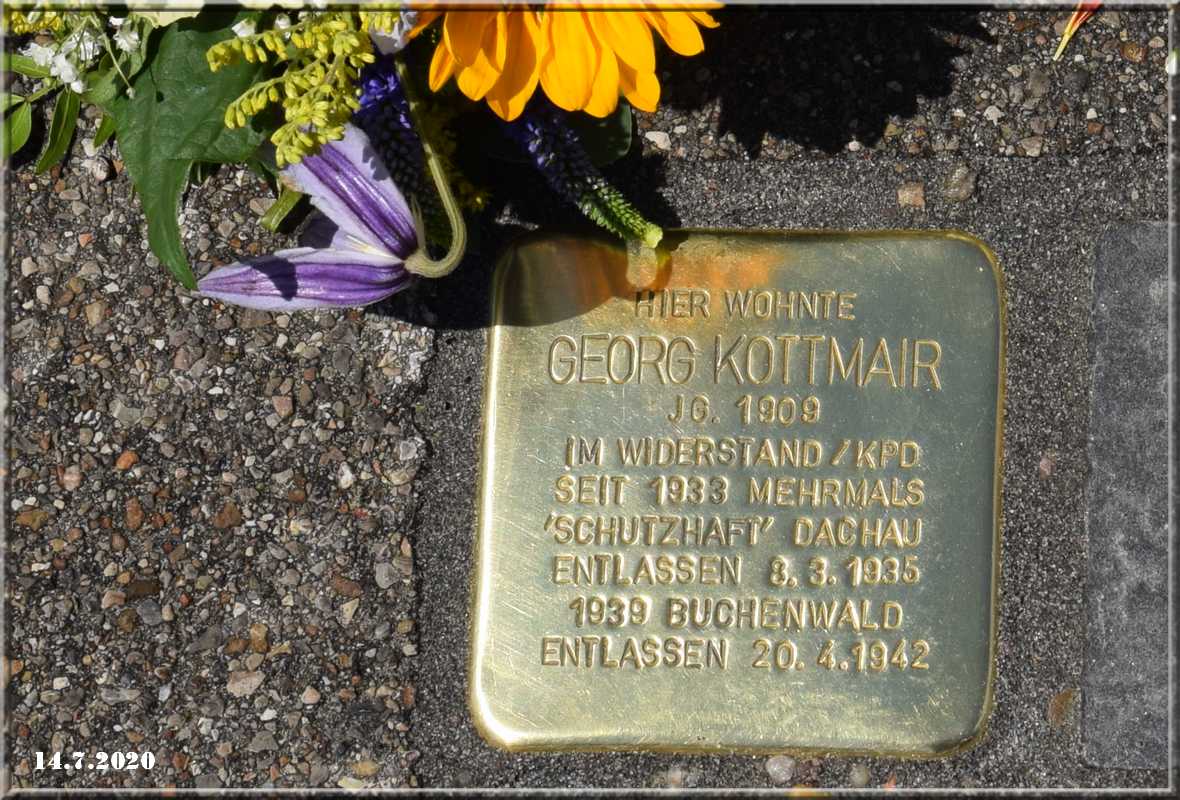 HIER WOHNTE
GEORG KOTTMAIR
JG. 1909
IM WIDERSTAND / KPD
SEIT 1933 MEHRMALS
'SCHUTZHAFT' DACHAU
ENTLASSEN 8.3.1935
1939 BUCHENWALD
ENTLASSEN 20.4.1942
14.7.2020